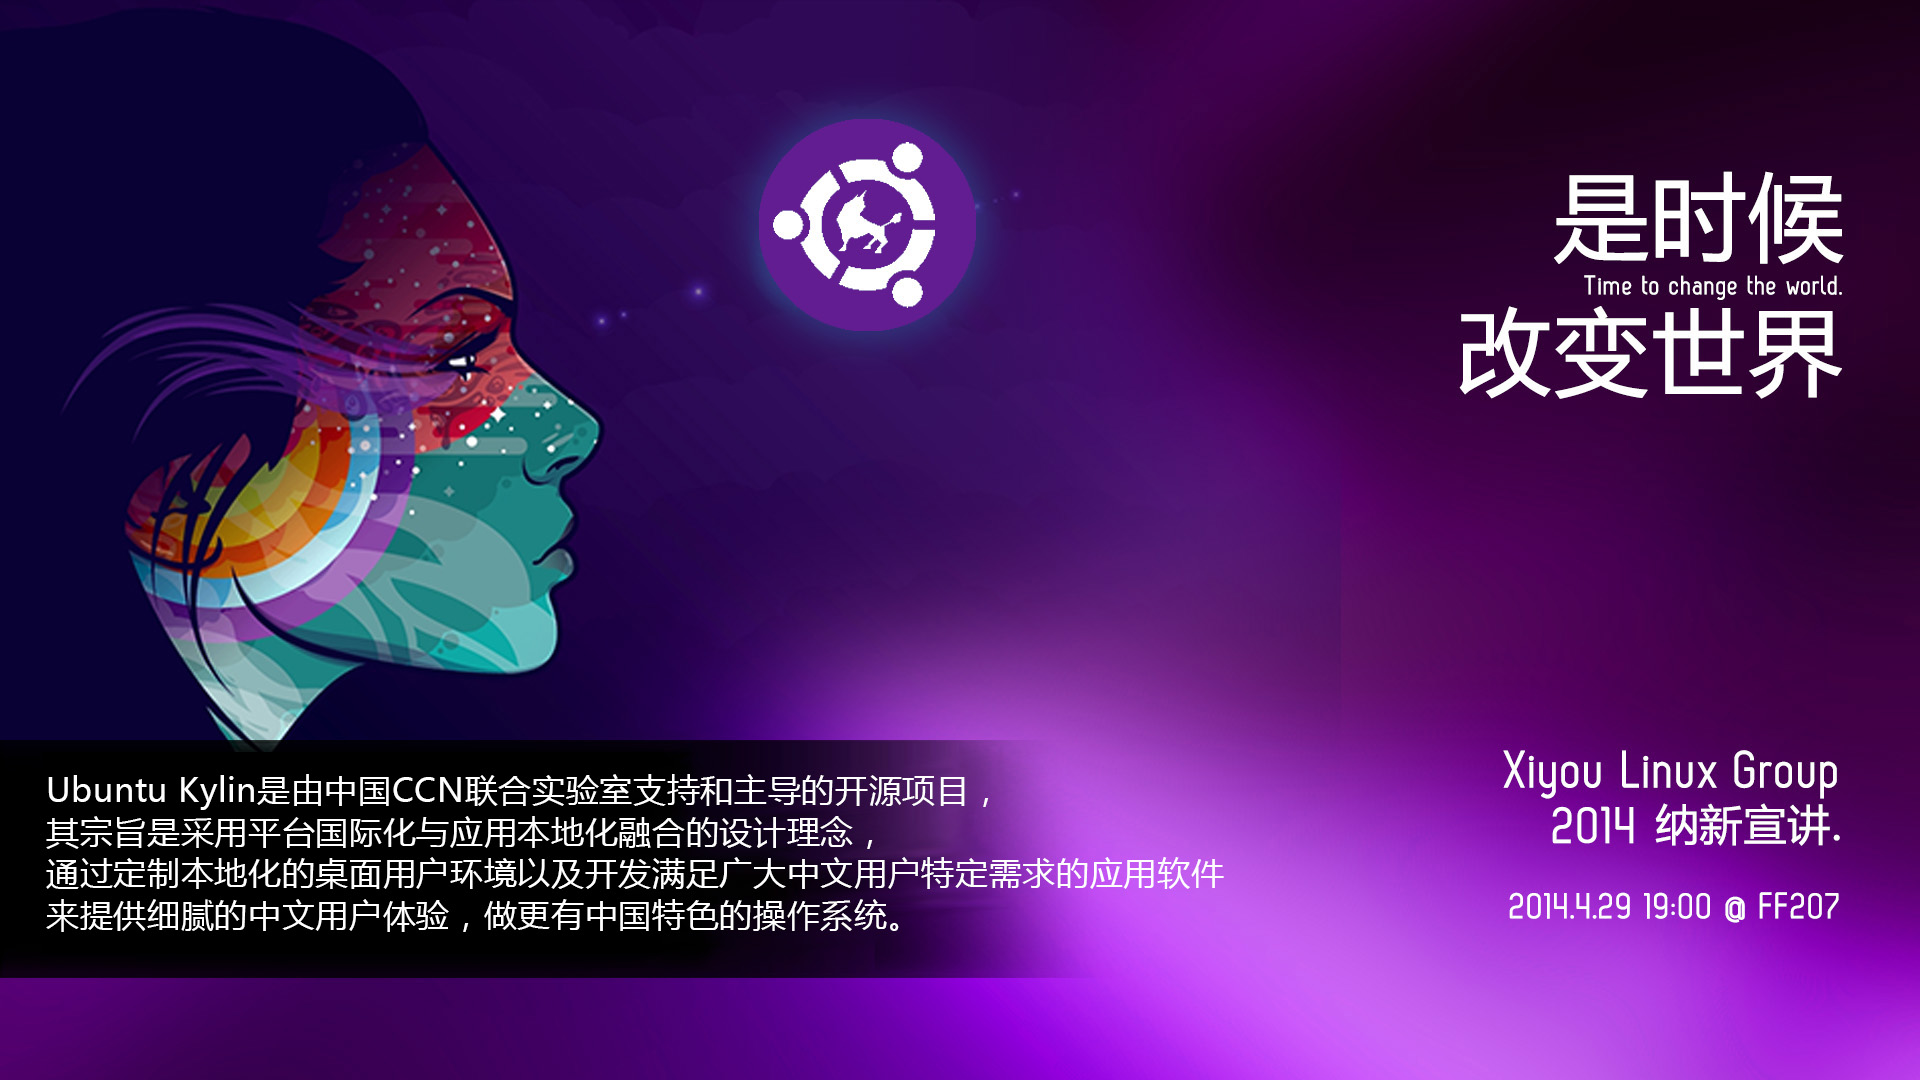 是时候
Time to change the world.
改变世界
Ubuntu Kylin是由中国CCN联合实验室支持和主导的开源项目，
其宗旨是采用平台国际化与应用本地化融合的设计理念，
通过定制本地化的桌面用户环境以及开发满足广大中文用户特定需求的应用软件
来提供细腻的中文用户体验，做更有中国特色的操作系统。
Xiyou Linux Group
2014 纳新宣讲.
2014.4.29 19:00 @ FF207